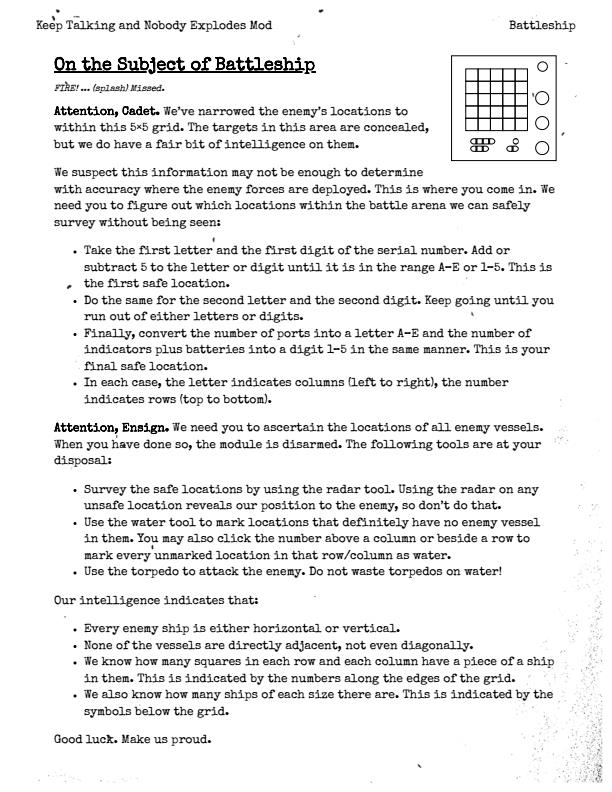 Keep Talking and Nobody Explodes Mod
Battleship
On the Subject of Battleship
FIRE! ... (splash) Missed.
Attention, Cadet. We've narrowed the enemy's locations to
within this 5×5 grid. The targets in this area are concealed,
but we do have a fair bit of intelligence on them.
We suspect this information may not be enough to determine
with accuracy where the enemy forces are deployed. This is where you come in. We
need you to figure out which locations within the battle arena we can safely
survey without being seen:
• Take the first letter and the first digit of the serial number. Add or
subtract 5 to the letter or digit until it is in the range A–E or 1–5. This is
the first safe location.
• Do the same for the second letter and the second digit. Keep going until you
run out of either letters or digits.
• Finally, convert the number of ports into a letter A–E and the number of
indicators plus batteries into a digit 1–5 in the same manner. This is your
final safe location.
• In each case, the letter indicates columns (left to right), the number
indicates rows (top to bottom).
Attention, Ensign. We need you to ascertain the locations of all enemy vessels.
When you have done so, the module is disarmed. The following tools are at your
disposal:
• Survey the safe locations by using the radar tool. Using the radar on any
unsafe location reveals our position to the enemy, so don't do that.
• Use the water tool to mark locations that definitely have no enemy vessel
in them. You may also click the number above a column or beside a row to
mark every unmarked location in that row/column as water.
• Use the torpedo to attack the enemy. Do not waste torpedos on water!
Our intelligence indicates that:
• Every enemy ship is either horizontal or vertical.
• None of the vessels are directly adjacent, not even diagonally.
• We know how many squares in each row and each column have a piece of a ship
in them. This is indicated by the numbers along the edges of the grid.
• We also know how many ships of each size there are. This is indicated by the
symbols below the grid.
Good luck. Make us proud.